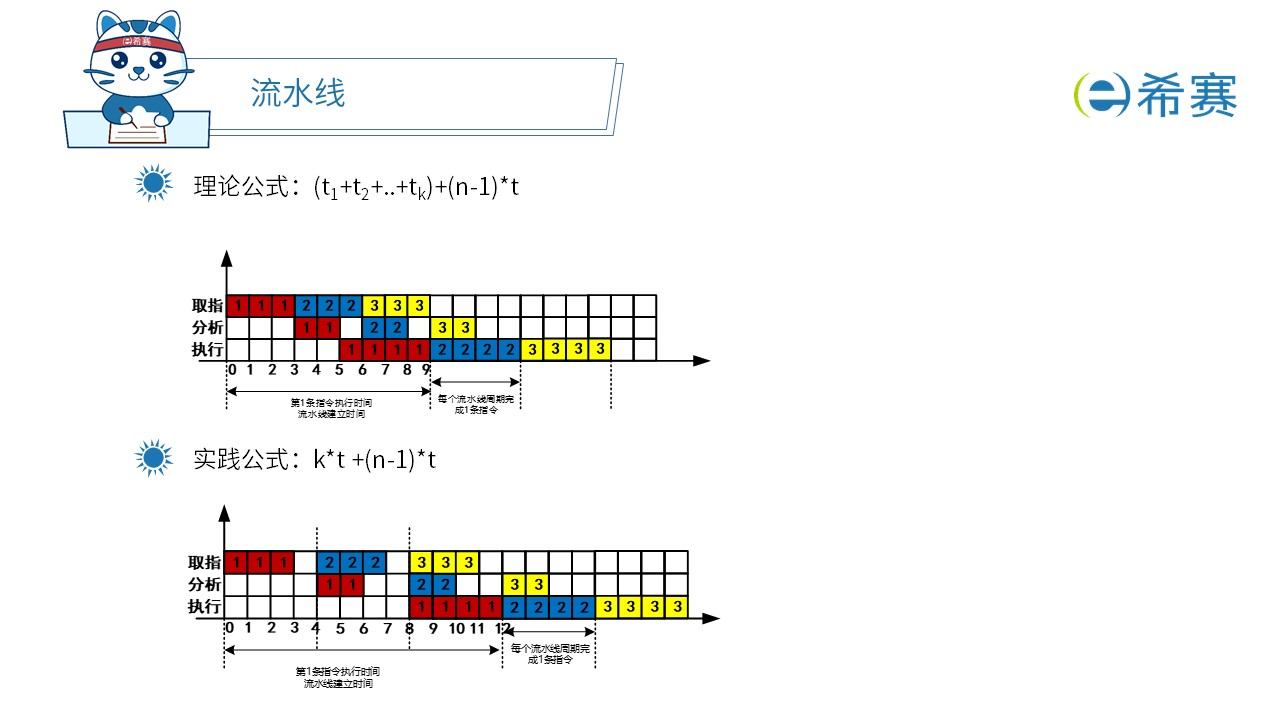 希赛
流水线
希赛
理论公式：(t1+t2+..+tk)+(n-1)*t
取指 1 1 1 2 2 2 3 3 3
分析 1 1 2 2 3 3
执行 1 1 1 1 2 2 2 2 3 3 3 3
0 1 2 3 4 5 6 7 8 9
第1条指令执行时间
流水线建立时间
每个流水线周期完
成1条指令
实践公式：k*t +(n-1)*t
取指 1 1 1 2 2 2 3 3 3
分析 1 1 2 2 3 3
执行 1 1 1 1 2 2 2 2 3 3 3 3
0 1 2 3 4 5 6 7 8 9 10 11 12
第1条指令执行时间
流水线建立时间
每个流水线周期完
成1条指令